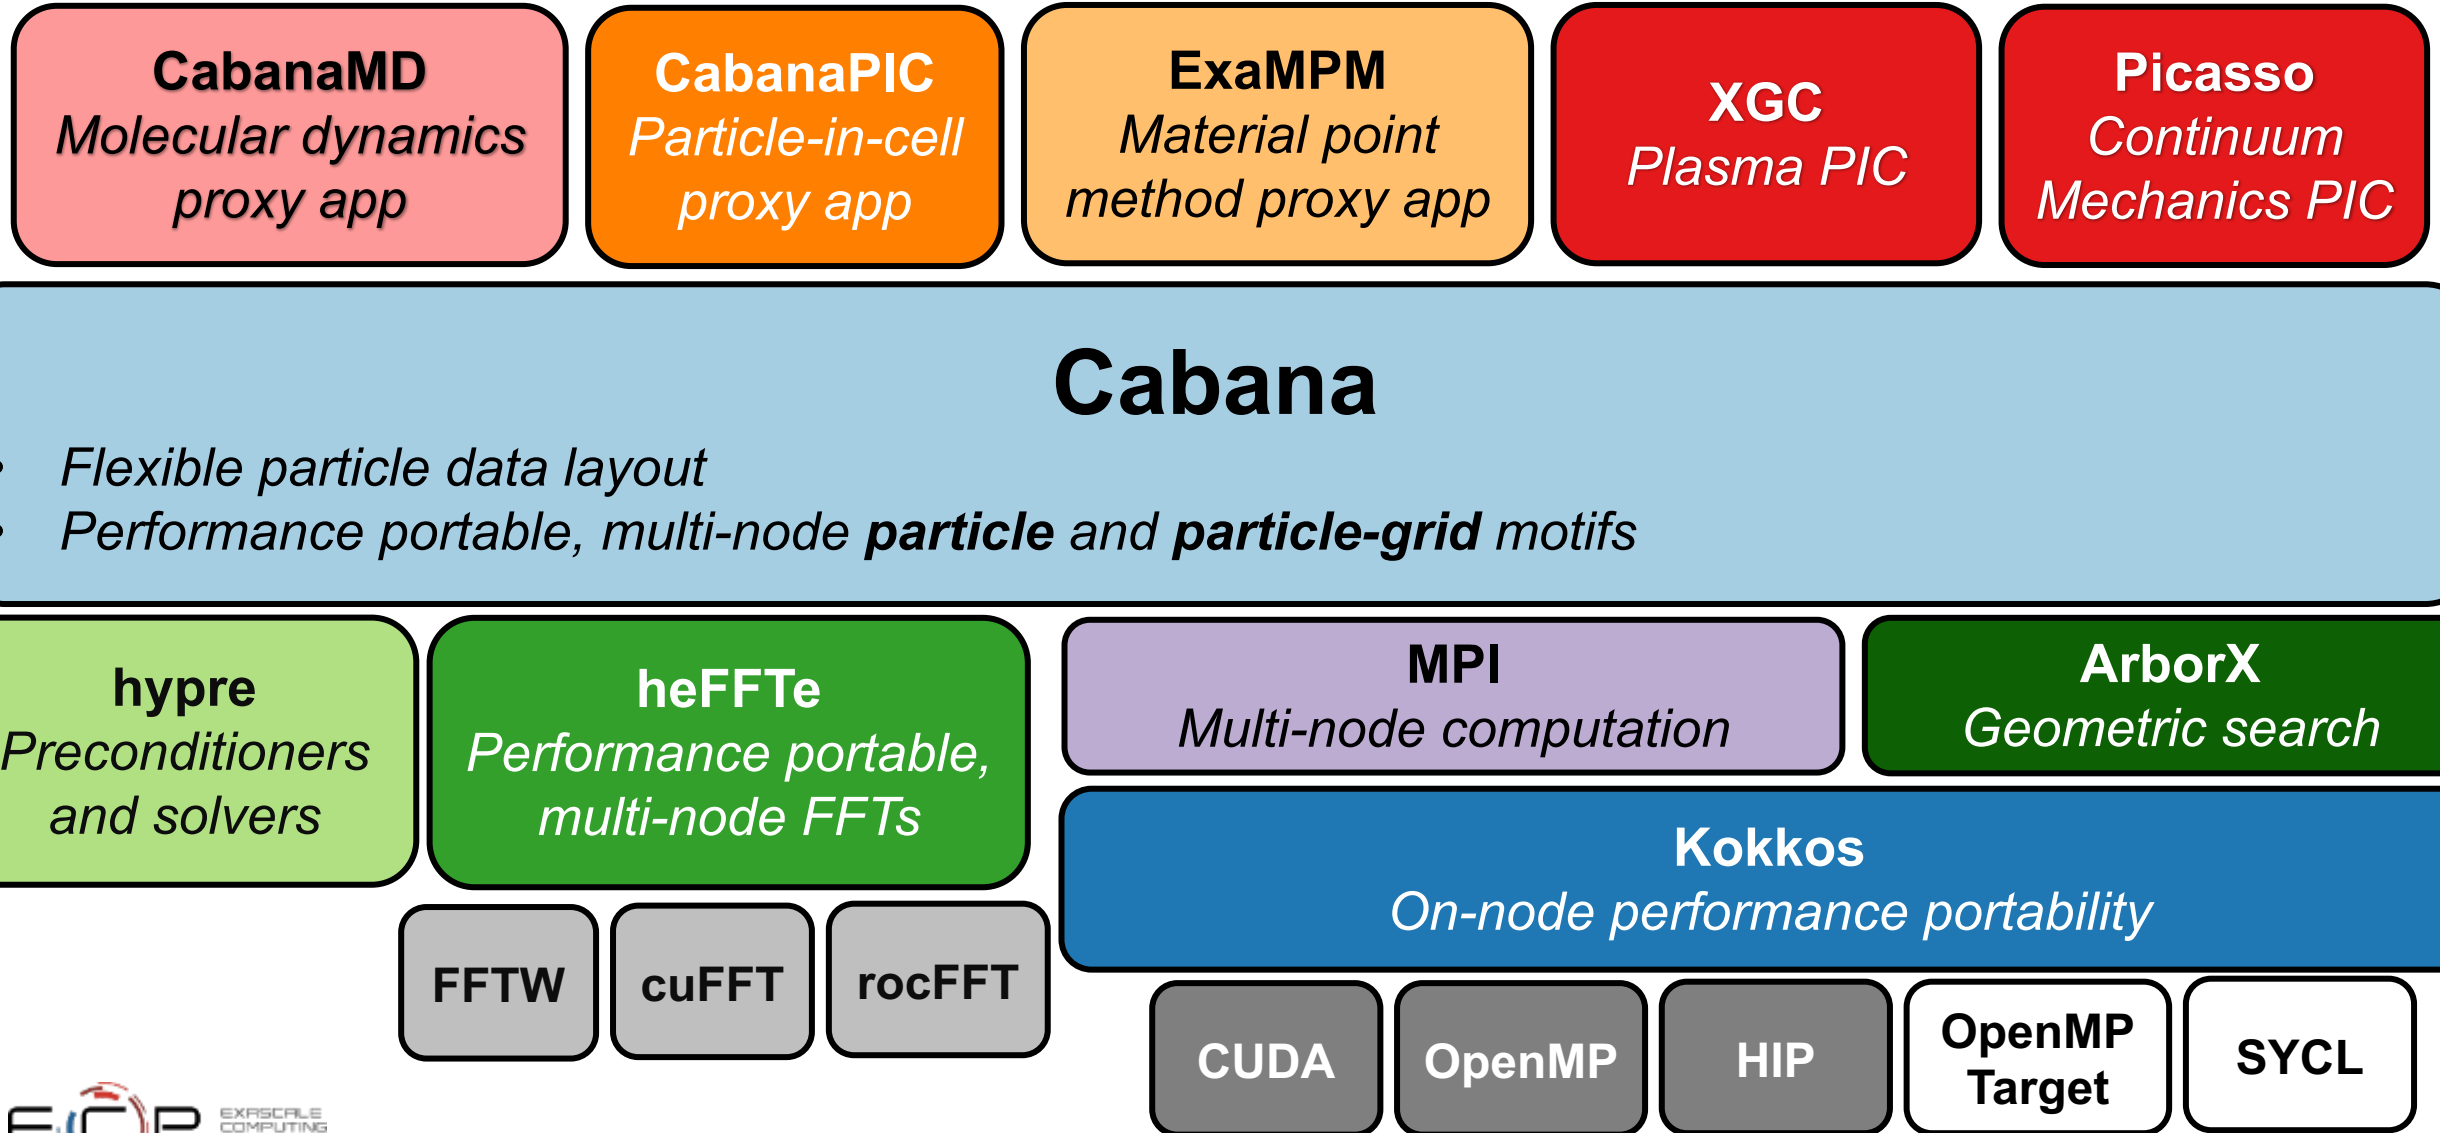 CabanaMD
Molecular dynamics
proxy app
CabanaPIC
Particle-in-cell
proxy app
ExaMPM
Material point
method proxy app
XGC
Plasma PIC
Picasso
Continuum
Mechanics PIC
Cabana
• Flexible particle data layout
• Performance portable, multi-node particle and particle-grid motifs
hypre
Preconditioners
and solvers
heFFTe
Performance portable,
multi-node FFTs
MPI
Multi-node computation
ArborX
Geometric search
Kokkos
On-node performance portability
FFTW
cuFFT
rocFFT
CUDA
OpenMP
HIP
OpenMP
Target
SYCL
ECP
EXASCALE
COMPUTING